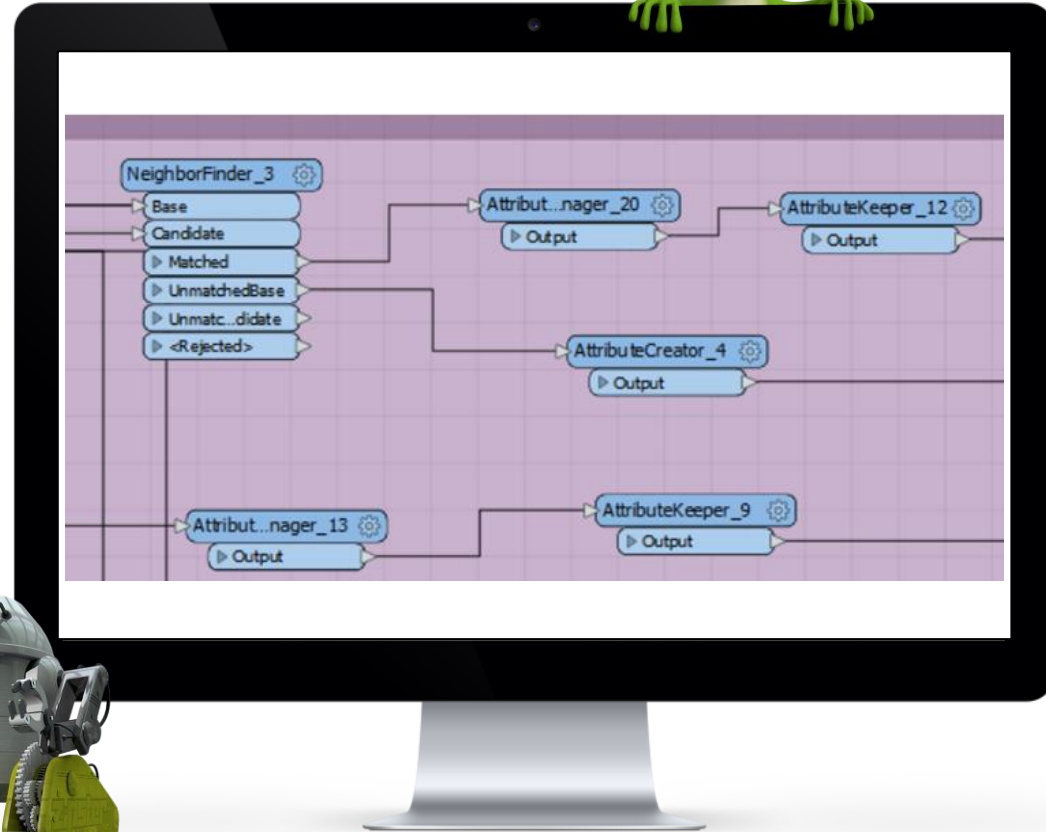 NeighborFinder_3
Base
Candidate
Matched
UnmatchedBase
Unmatc...didate
<Rejected>
Attribut...nager_20
Output
AttributeKeeper_12
Output
AttributeCreator_4
Output
Attribut...nager_13
Output
AttributeKeeper_9
Output